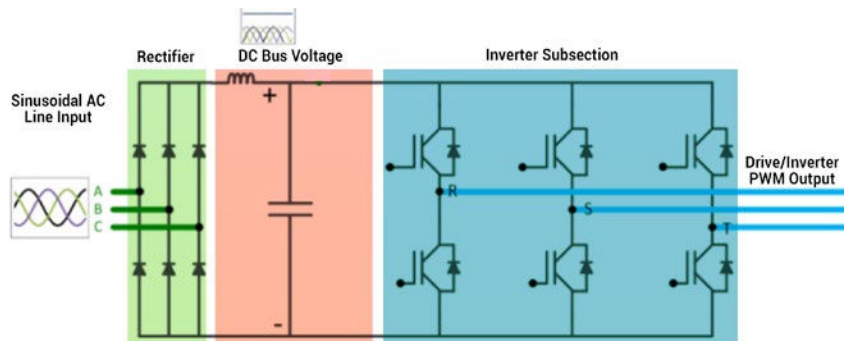 Rectifier
DC Bus Voltage
Inverter Subsection
Sinusoidal AC
Line Input
+
Drive/Inverter
PWM Output
A
R
B
S
C
T
-